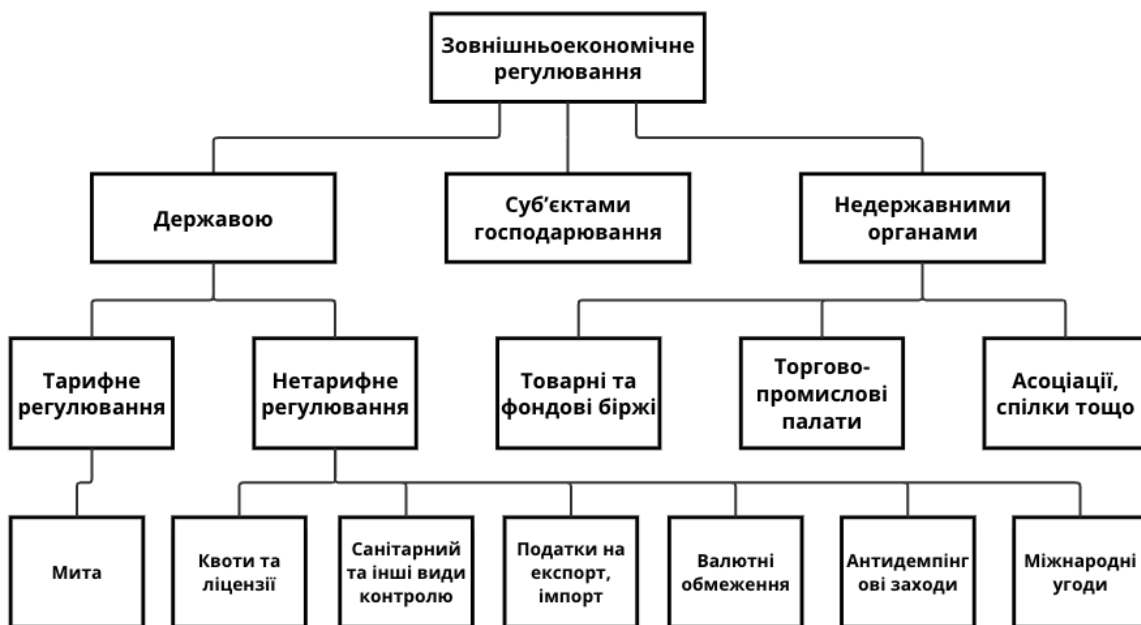 Зовнішньоекономічне
регулювання
Державою
Суб’єктами
господарювання
Недержавними
органами
Тарифне
регулювання
Нетарифне
регулювання
Товарні та
фондові біржі
Торгово-
промислові
палати
Асоціації,
спілки тощо
Мита
Квоти та
ліцензії
Санітарний
та інші види
контролю
Податки на
експорт,
імпорт
Валютні
обмеження
Антидемпінг
ові заходи
Міжнародні
угоди